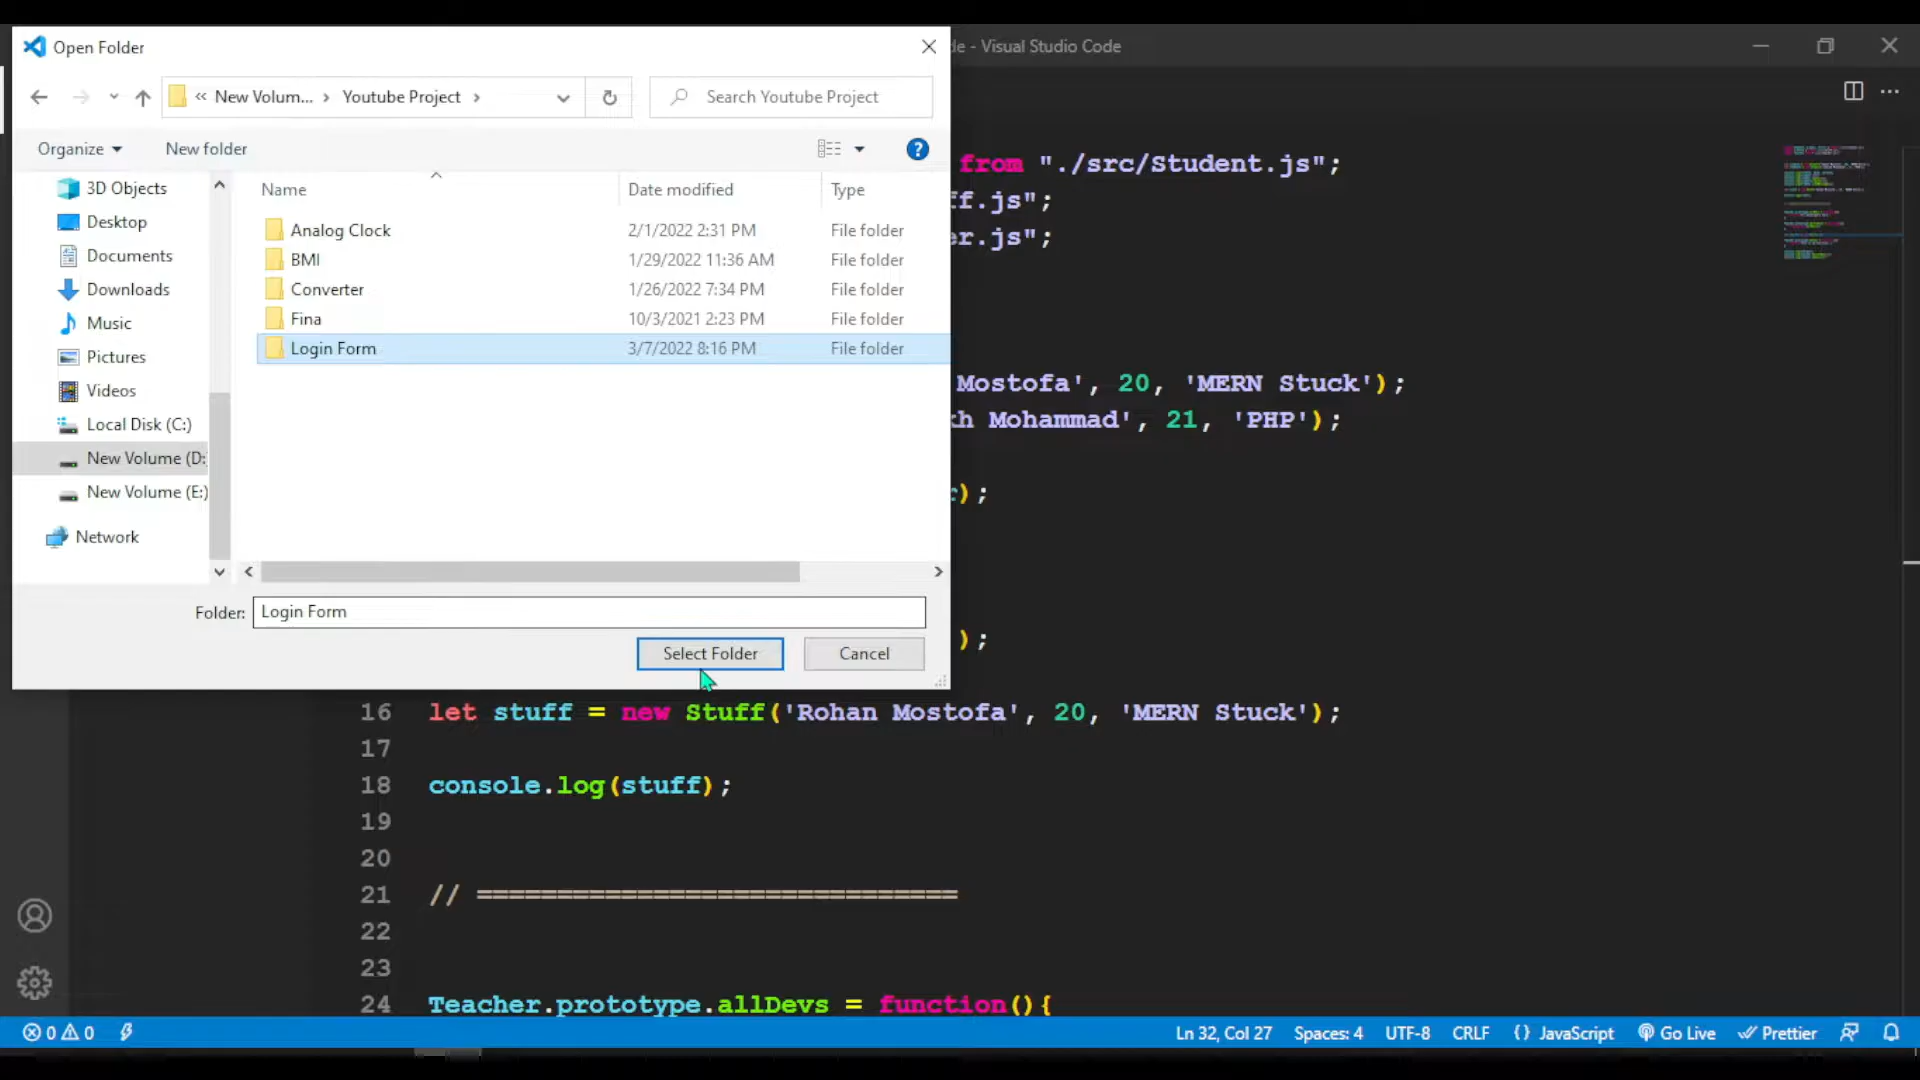 Open Folder
de - Visual Studio Code
« New Volum... › Youtube Project ›
Search Youtube Project
Organize
New folder
Name
Date modified
Type
3D Objects
Desktop
Documents
Downloads
Music
Pictures
Videos
Local Disk (C:)
New Volume (D:
New Volume (E:)
Network
Analog Clock 2/1/2022 2:31 PM File folder
BMI 1/29/2022 11:36 AM File folder
Converter 1/26/2022 7:34 PM File folder
Fina 10/3/2021 2:23 PM File folder
Login Form 3/7/2022 8:16 PM File folder
Folder: Login Form
Select Folder
Cancel
from "./src/Student.js";
ff.js";
er.js";
Mostofa', 20, 'MERN Stuck');
kh Mohammad', 21, 'PHP');
r);
);
16 let stuff = new Stuff('Rohan Mostofa', 20, 'MERN Stuck');
17
18 console.log(stuff);
19
20
21 // ==============================
22
23
24 Teacher.prototype.allDevs = function(){
0 0
Ln 32, Col 27
Spaces: 4
UTF-8
CRLF
{} JavaScript
Go Live
Prettier